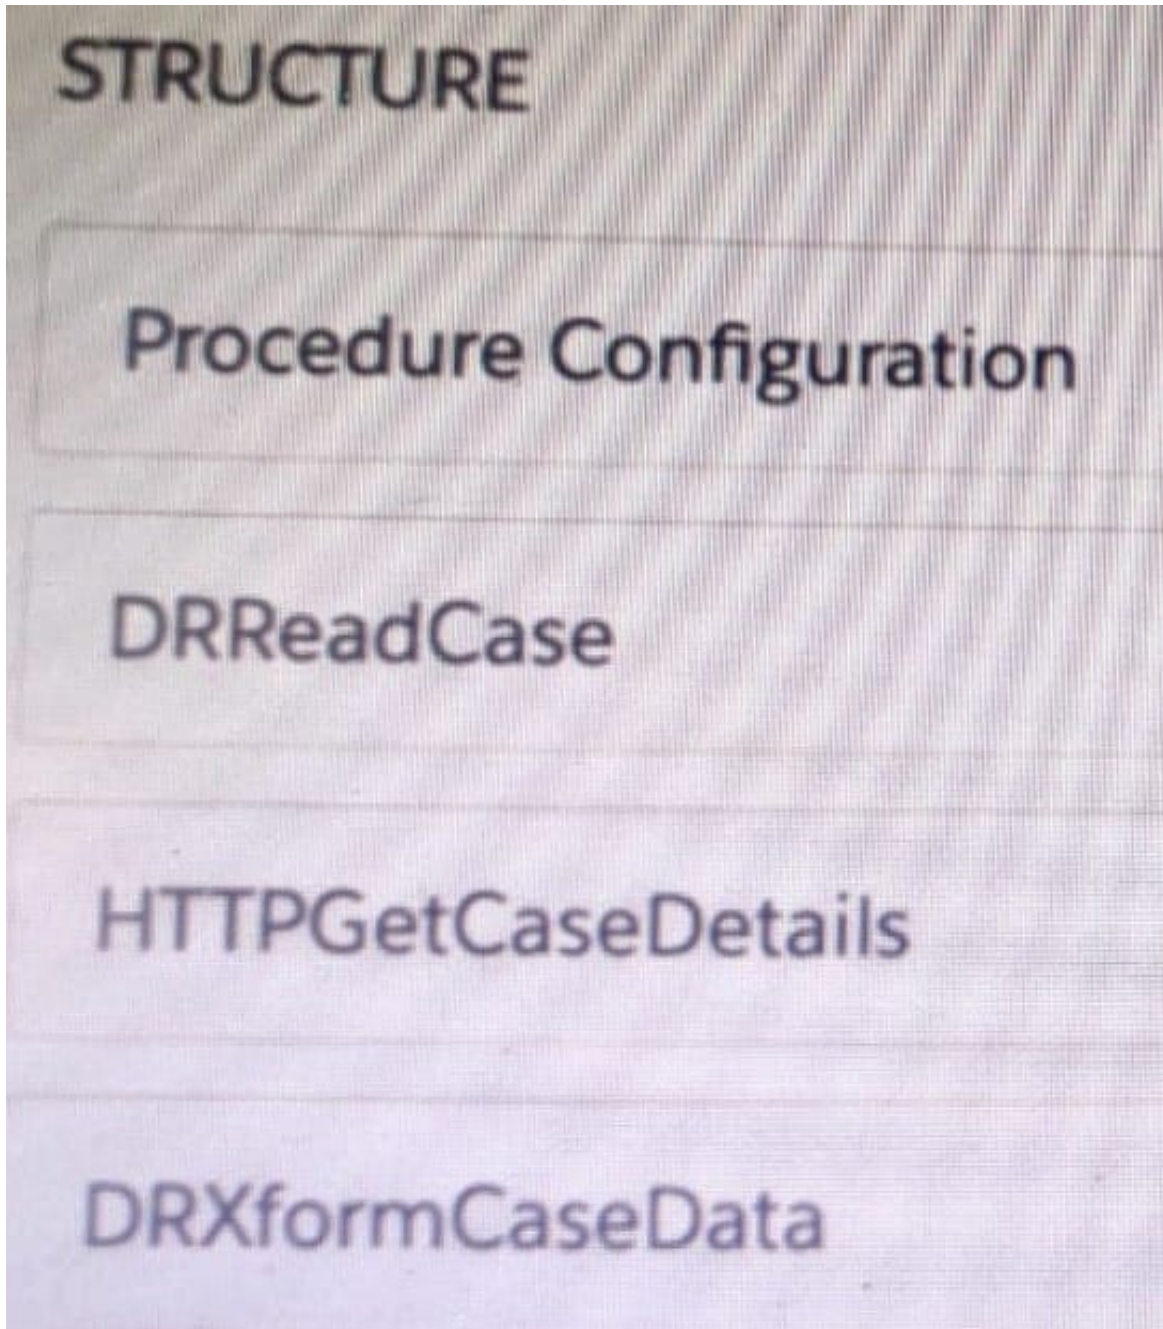 STRUCTURE
Procedure Configuration
DRReadCase
HTTPGetCaseDetails
DRXformCaseData